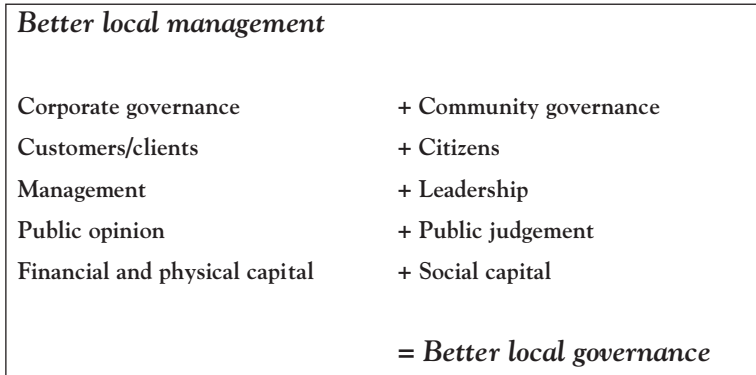 Better local management
Corporate governance + Community governance
Customers/clients + Citizens
Management + Leadership
Public opinion + Public judgement
Financial and physical capital + Social capital
= Better local governance